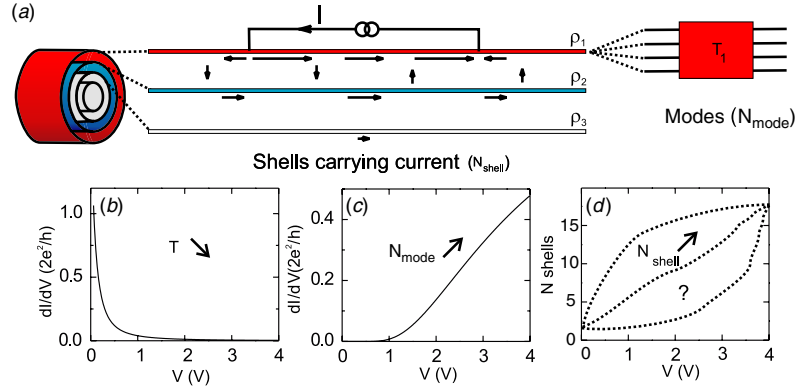 (a)
I
ρ1
ρ2
ρ3
T1
Modes (Nmode)
Shells carrying current (Nshell)
(b)
dI/dV (2e²/h)
1.0
0.5
0.0
T
0 1 2 3 4
V (V)
(c)
dI/dV(2e²/h)
0.4
0.2
0.0
Nmode
0 1 2 3 4
V (V)
(d)
N shells
15
10
5
0
Nshell
?
0 1 2 3 4
V (V)